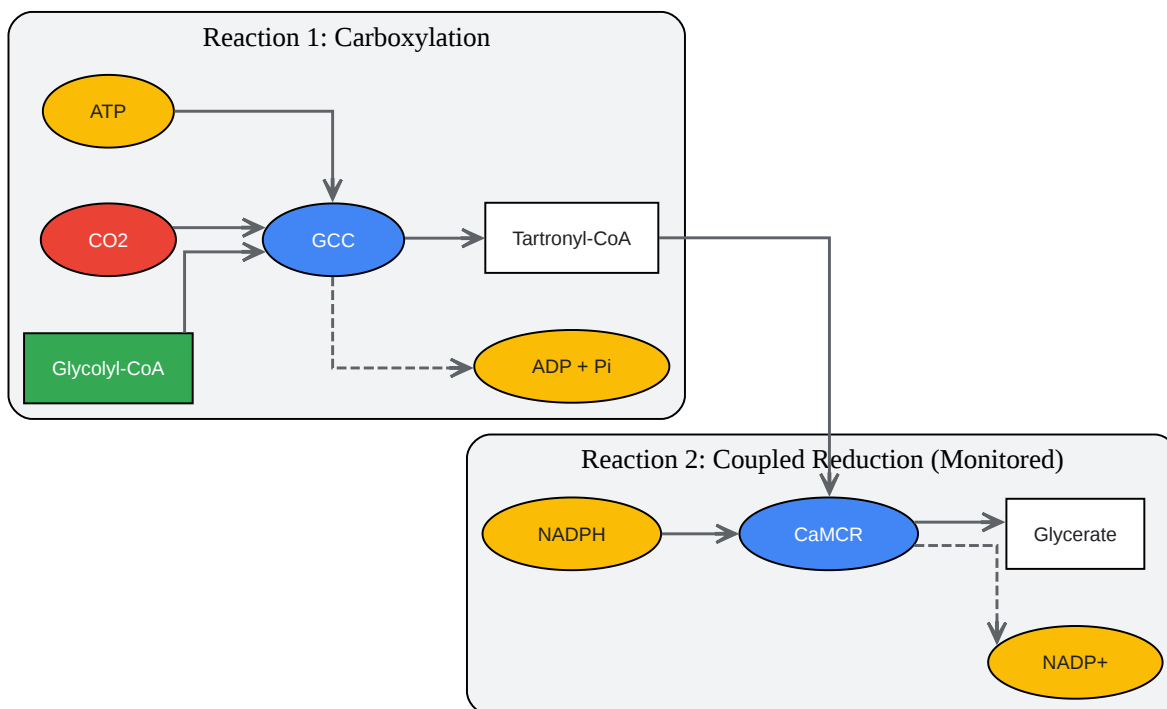 Reaction 1: Carboxylation
ATP
CO2
GCC
Tartronyl-CoA
Glycolyl-CoA
ADP + Pi
Reaction 2: Coupled Reduction (Monitored)
NADPH
CaMCR
Glycerate
NADP+